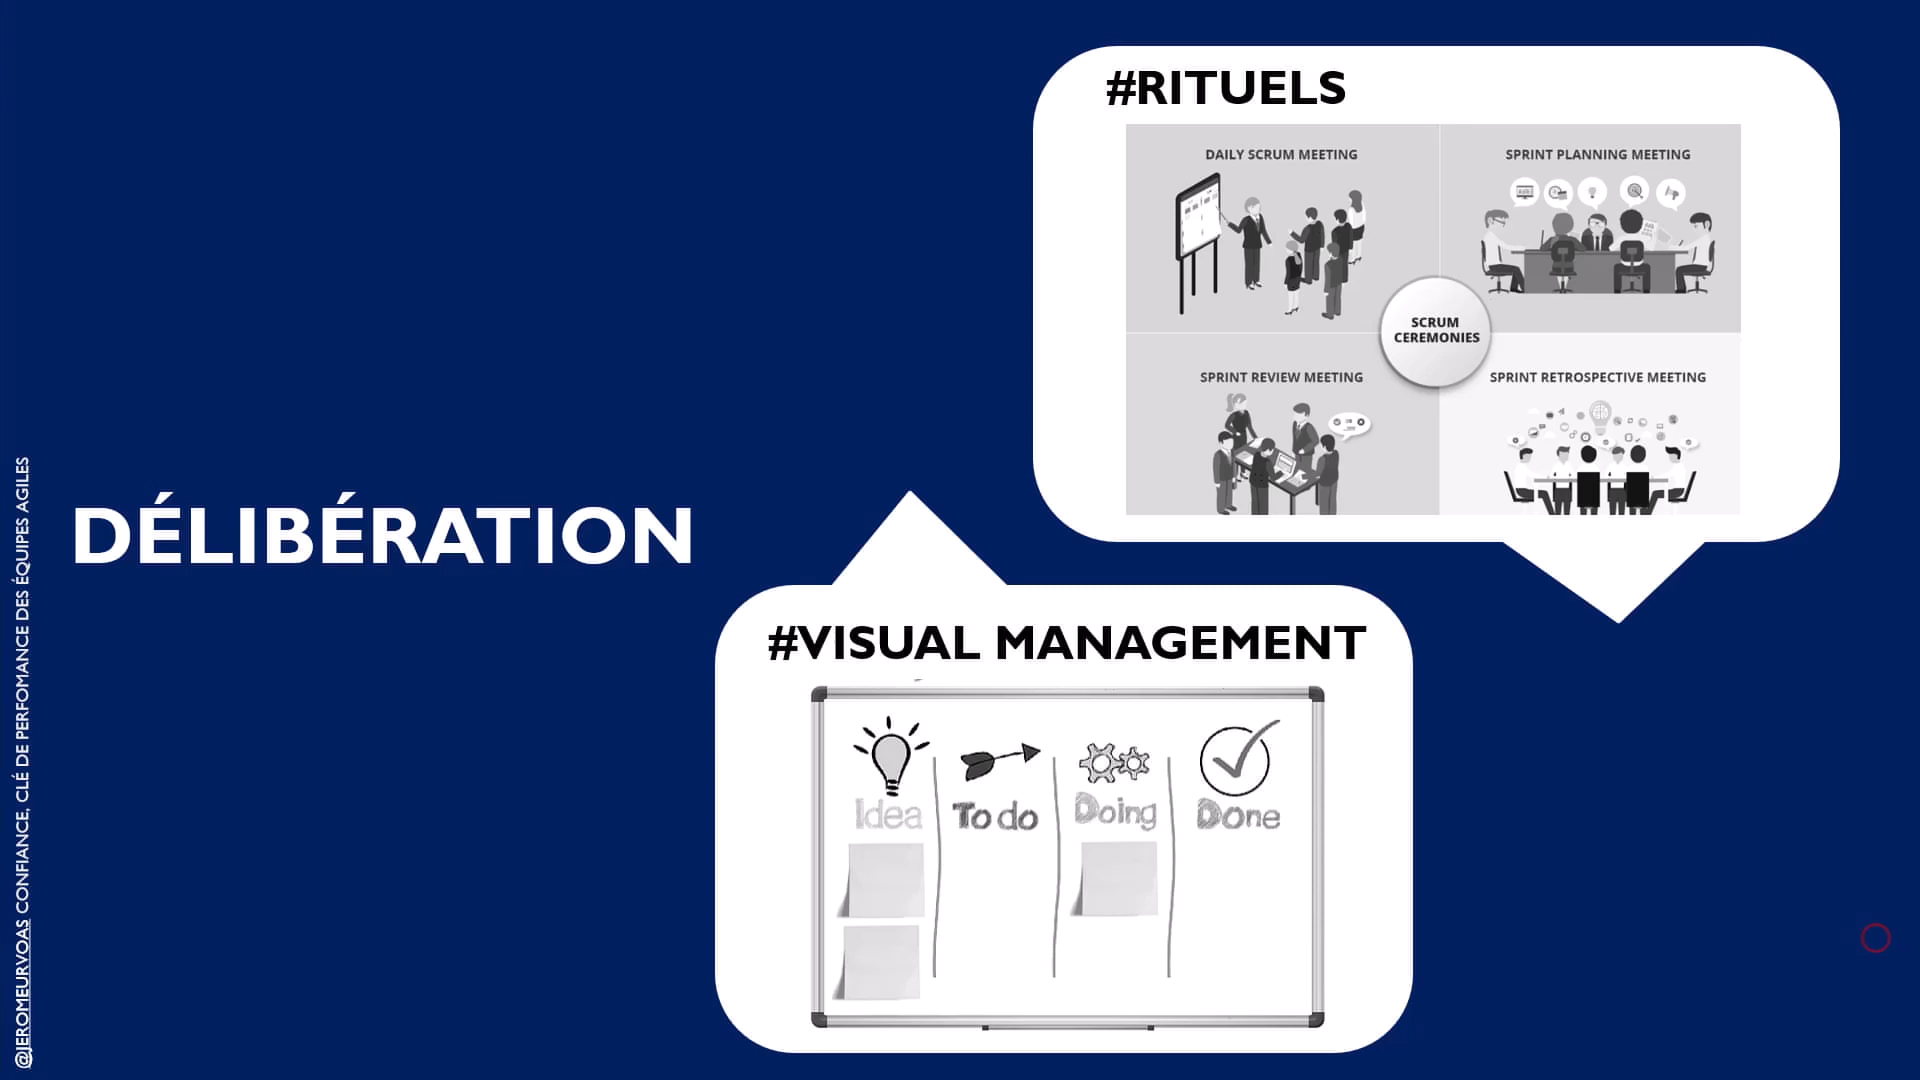 DÉLIBÉRATION
#RITUELS
DAILY SCRUM MEETING
SPRINT PLANNING MEETING
SCRUM
CEREMONIES
SPRINT REVIEW MEETING
SPRINT RETROSPECTIVE MEETING
#VISUAL MANAGEMENT
Idea
To do
Doing
Done
@JEROMEURVOAS CONFIANCE, CLÉ DE PERFOMANCE DES ÉQUIPES AGILES